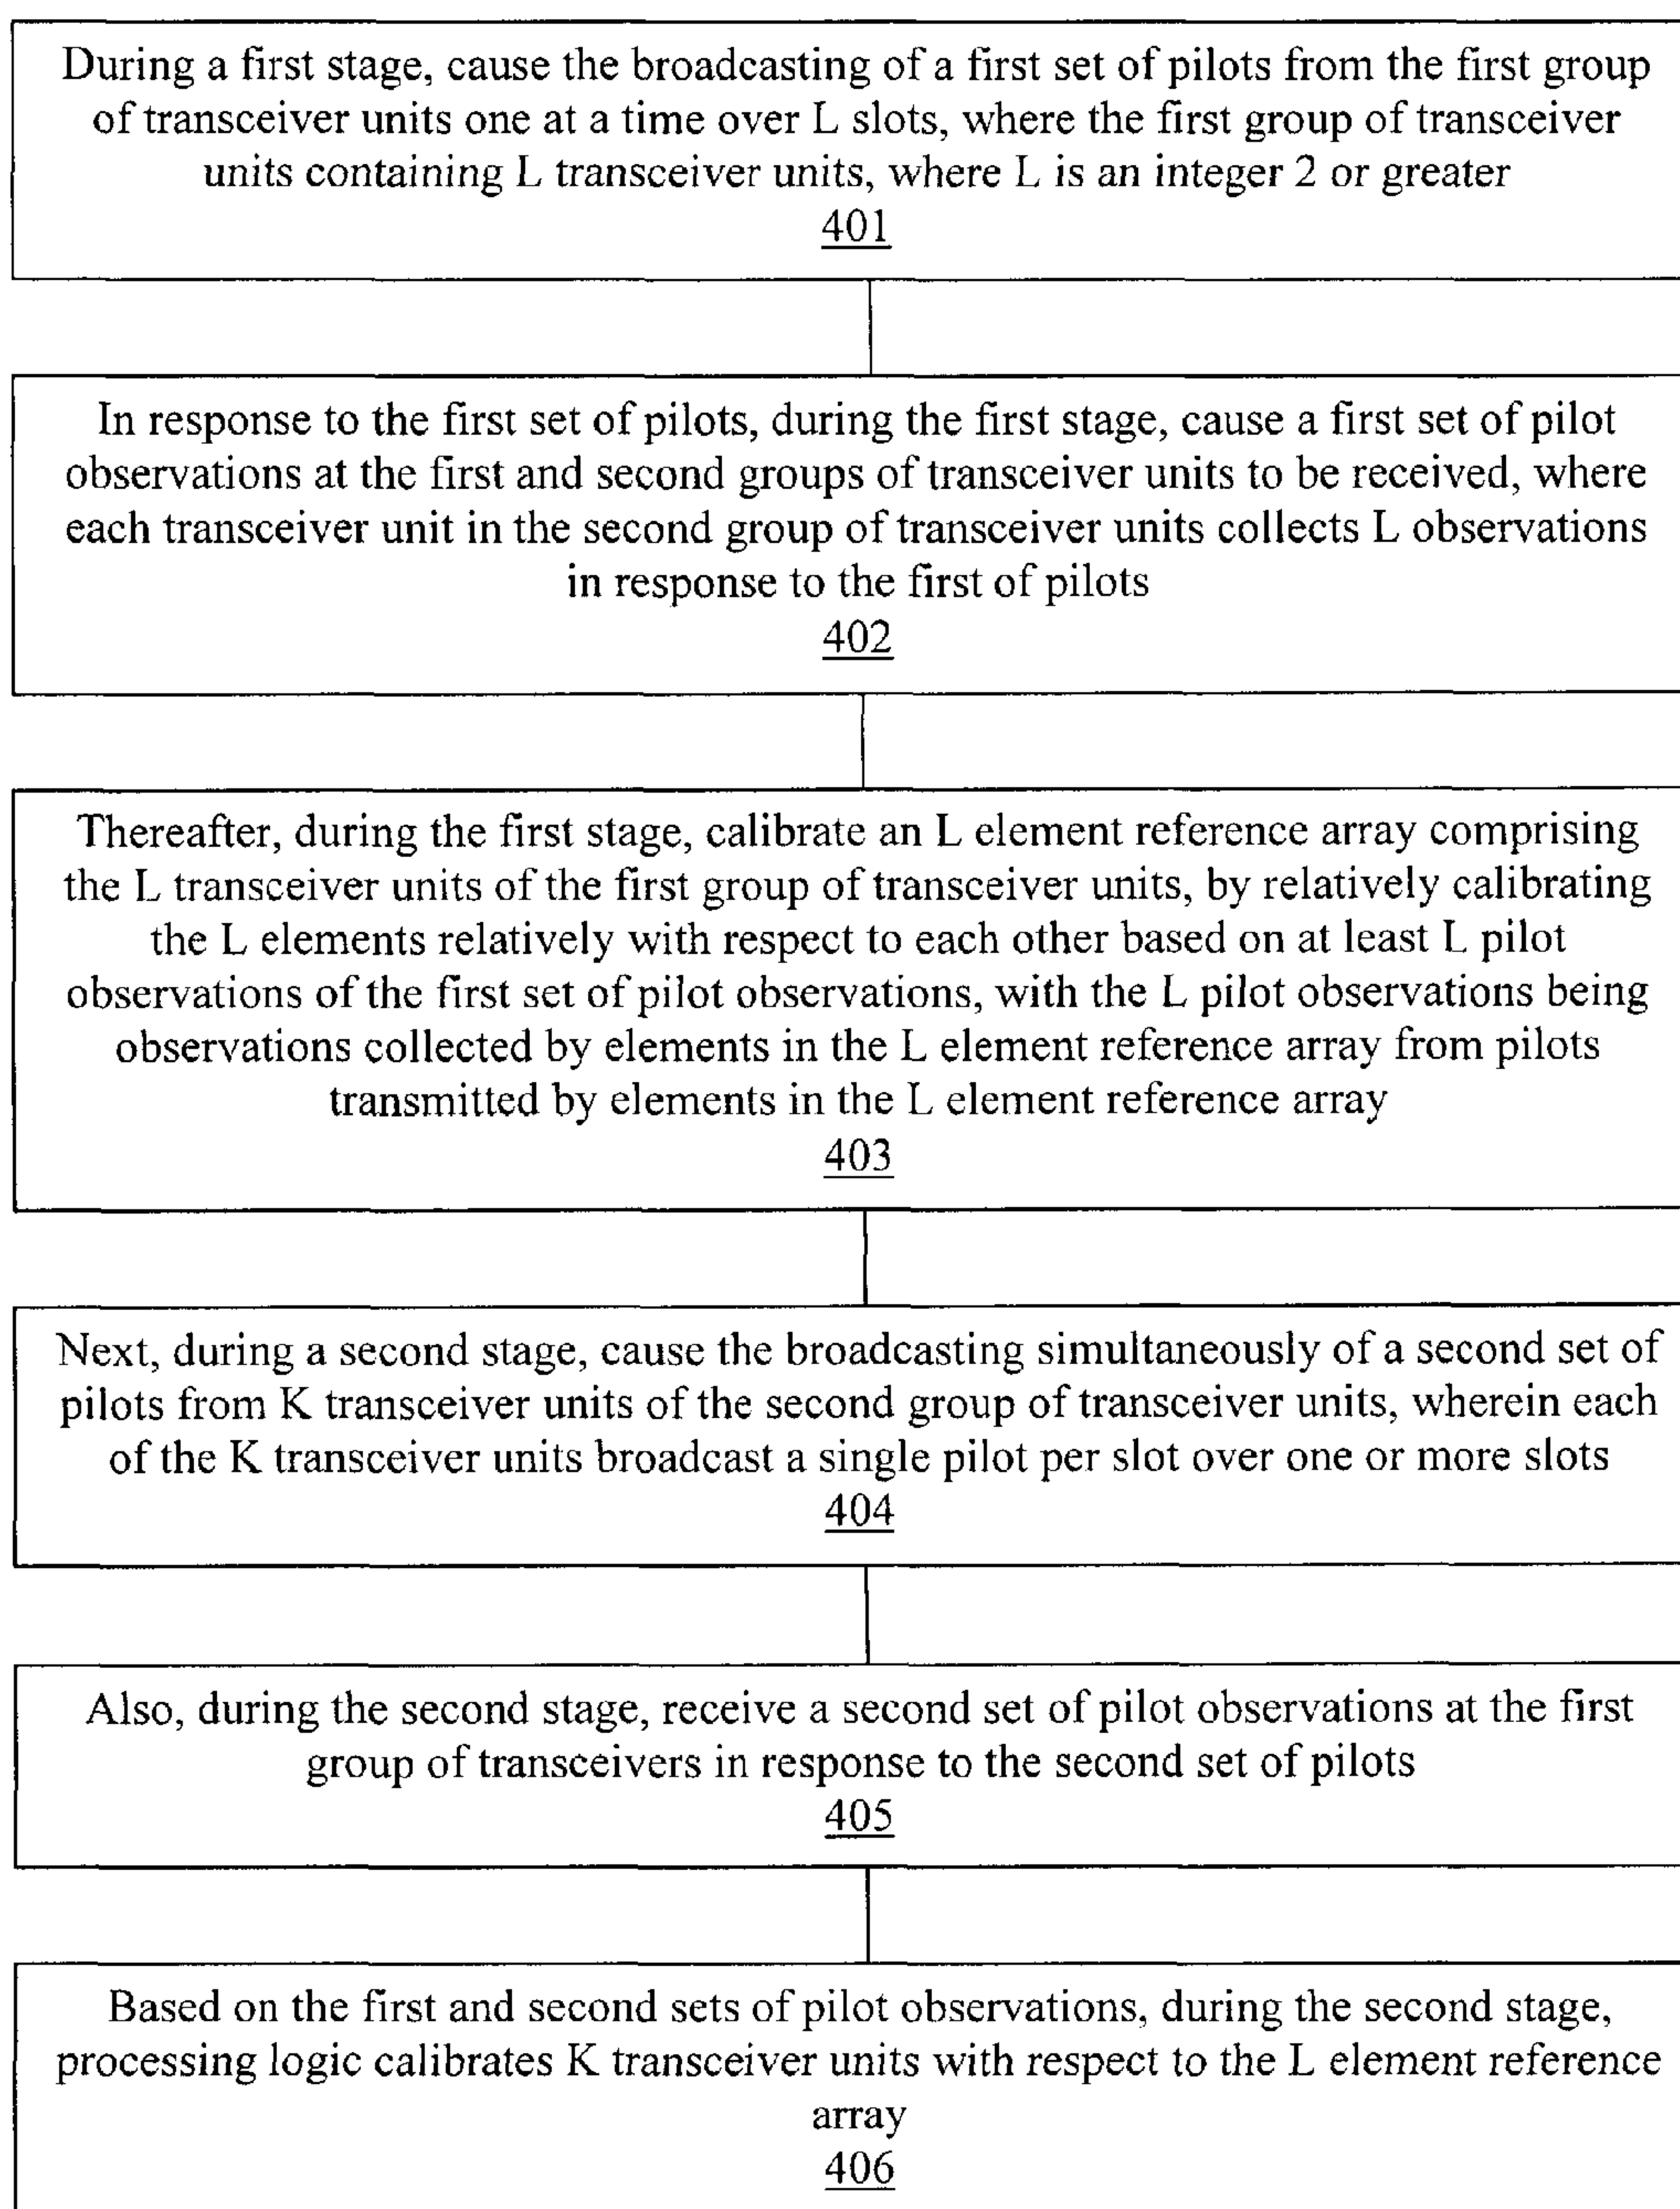 During a first stage, cause the broadcasting of a first set of pilots from the first group
of transceiver units one at a time over L slots, where the first group of transceiver
units containing L transceiver units, where L is an integer 2 or greater
401
In response to the first set of pilots, during the first stage, cause a first set of pilot
observations at the first and second groups of transceiver units to be received, where
each transceiver unit in the second group of transceiver units collects L observations
in response to the first of pilots
402
Thereafter, during the first stage, calibrate an L element reference array comprising
the L transceiver units of the first group of transceiver units, by relatively calibrating
the L elements relatively with respect to each other based on at least L pilot
observations of the first set of pilot observations, with the L pilot observations being
observations collected by elements in the L element reference array from pilots
transmitted by elements in the L element reference array
403
Next, during a second stage, cause the broadcasting simultaneously of a second set of
pilots from K transceiver units of the second group of transceiver units, wherein each
of the K transceiver units broadcast a single pilot per slot over one or more slots
404
Also, during the second stage, receive a second set of pilot observations at the first
group of transceivers in response to the second set of pilots
405
Based on the first and second sets of pilot observations, during the second stage,
processing logic calibrates K transceiver units with respect to the L element reference
array
406